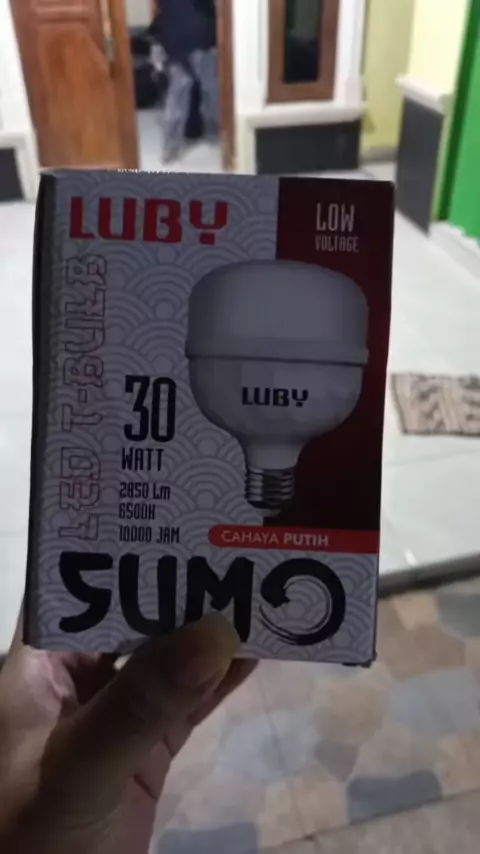 LUBY
LOW
VOLTAGE
LED T-BULB
LUBY
30
WATT
2850 Lm
6500K
10000 JAM
CAHAYA PUTIH
SUMO